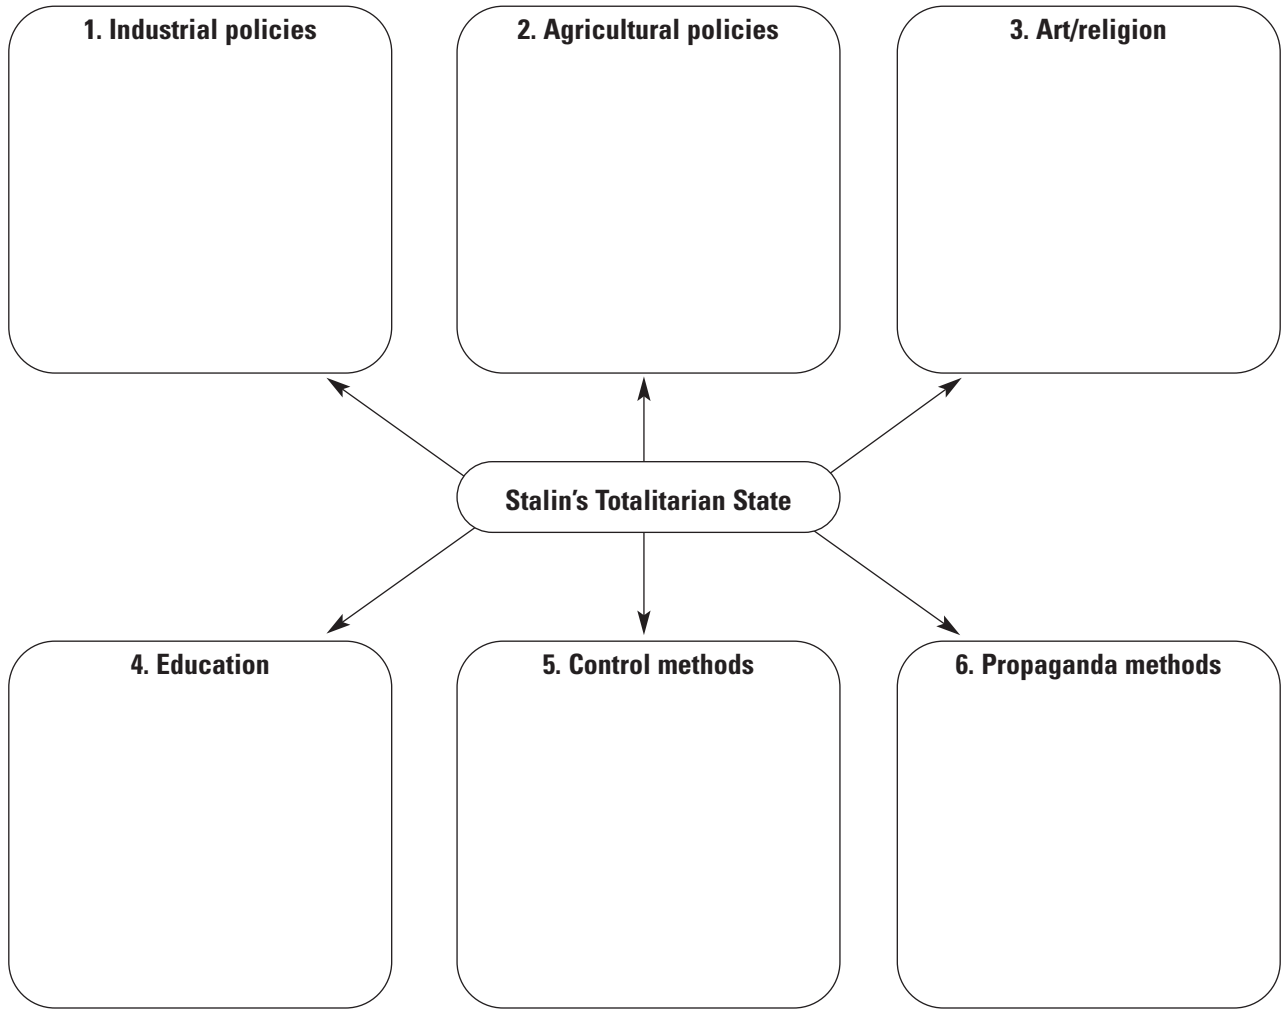 1. Industrial policies
2. Agricultural policies
3. Art/religion
Stalin's Totalitarian State
4. Education
5. Control methods
6. Propaganda methods